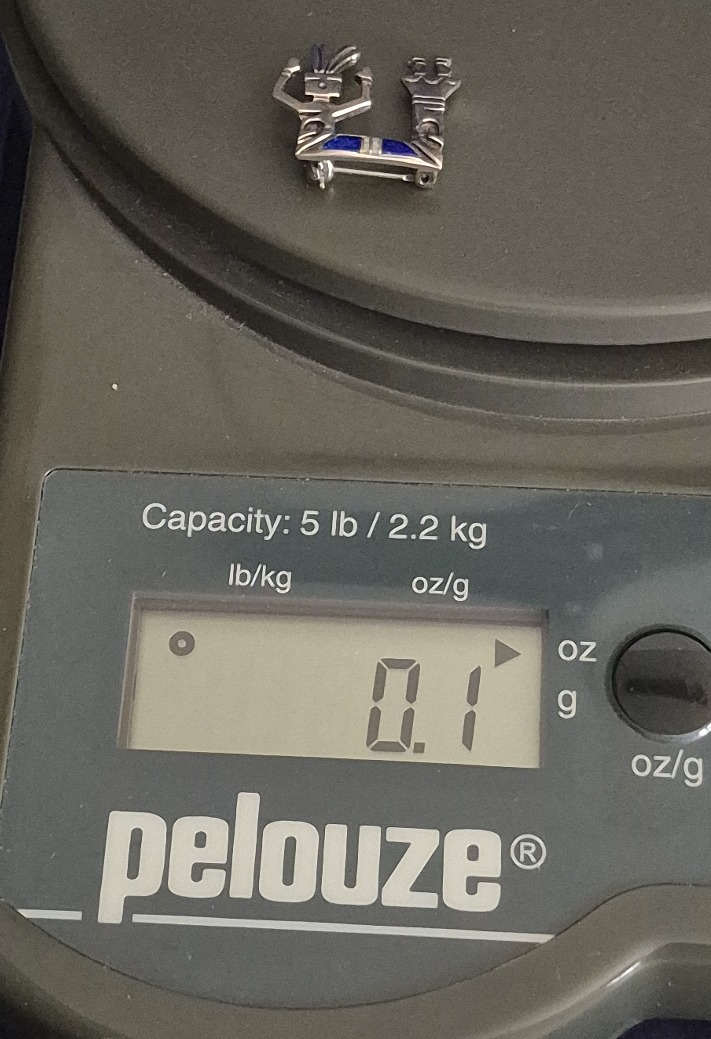 Capacity: 5 lb / 2.2 kg
lb/kg oz/g
oz
0.1
g
oz/g
pelouze®